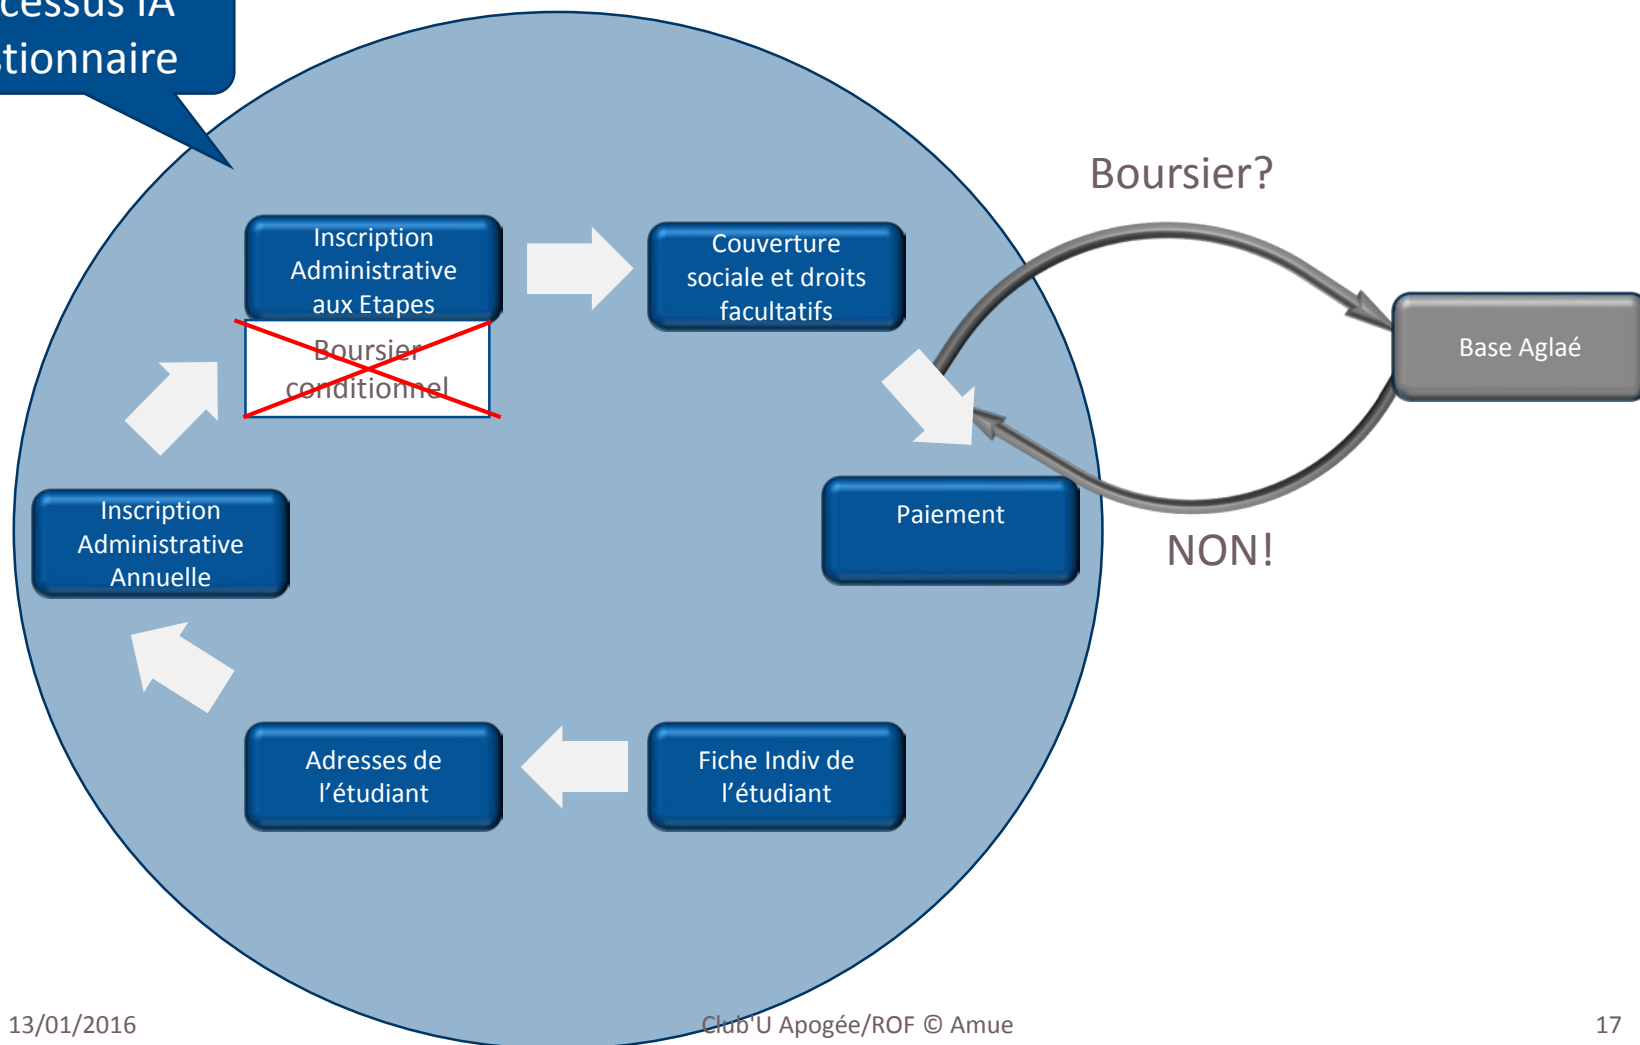 cessus IA
stionnaire
Boursier?
Inscription
Administrative
aux Etapes
Couverture
sociale et droits
facultatifs
Boursier
conditionnel
Base Aglaé
Inscription
Administrative
Annuelle
Paiement
NON!
Adresses de
l’étudiant
Fiche Indiv de
l’étudiant
13/01/2016
Club'U Apogée/ROF © Amue
17